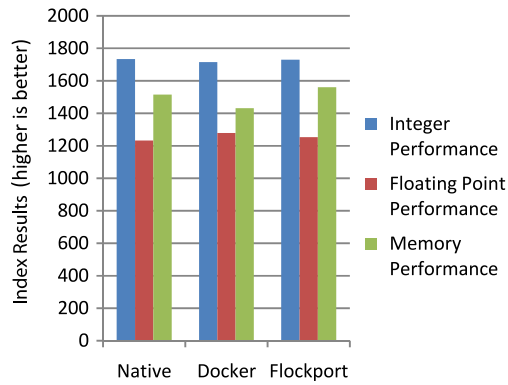 Index Results (higher is better)
2000
1800
1600
1400
1200
1000
800
600
400
200
0
Native
Docker
Flockport
Integer
Performance
Floating Point
Performance
Memory
Performance